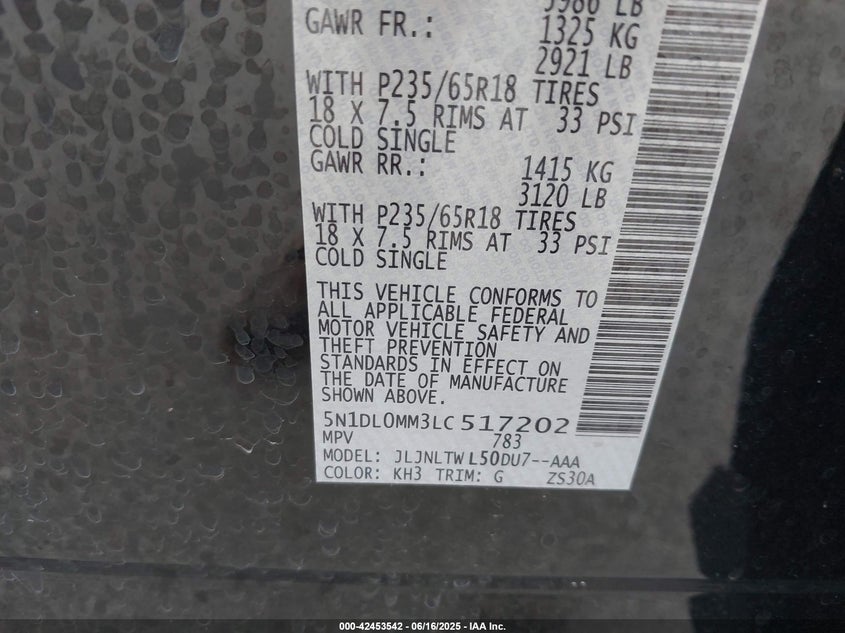 5986 LB
GAWR FR.: 1325 KG
2921 LB
WITH P235/65R18 TIRES
18 X 7.5 RIMS AT 33 PSI
COLD SINGLE
GAWR RR.: 1415 KG
3120 LB
WITH P235/65R18 TIRES
18 X 7.5 RIMS AT 33 PSI
COLD SINGLE
THIS VEHICLE CONFORMS TO
ALL APPLICABLE FEDERAL
MOTOR VEHICLE SAFETY AND
THEFT PREVENTION
STANDARDS IN EFFECT ON
THE DATE OF MANUFACTURE
SHOWN ABOVE.
5N1DL0MM3LC517202
MPV 783
MODEL: JLJNLTWL50DU7--AAA
COLOR: KH3 TRIM: G ZS30A
000-42453542 - 06/16/2025 - IAA Inc.